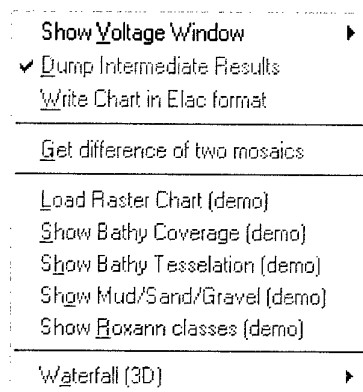 Show Voltage Window
Dump Intermediate Results
Write Chart in Elac format
Get difference of two mosaics
Load Raster Chart (demo)
Show Bathy Coverage (demo)
Show Bathy Tesselation (demo)
Show Mud/Sand/Gravel (demo)
Show Roxann classes (demo)
Waterfall (3D)